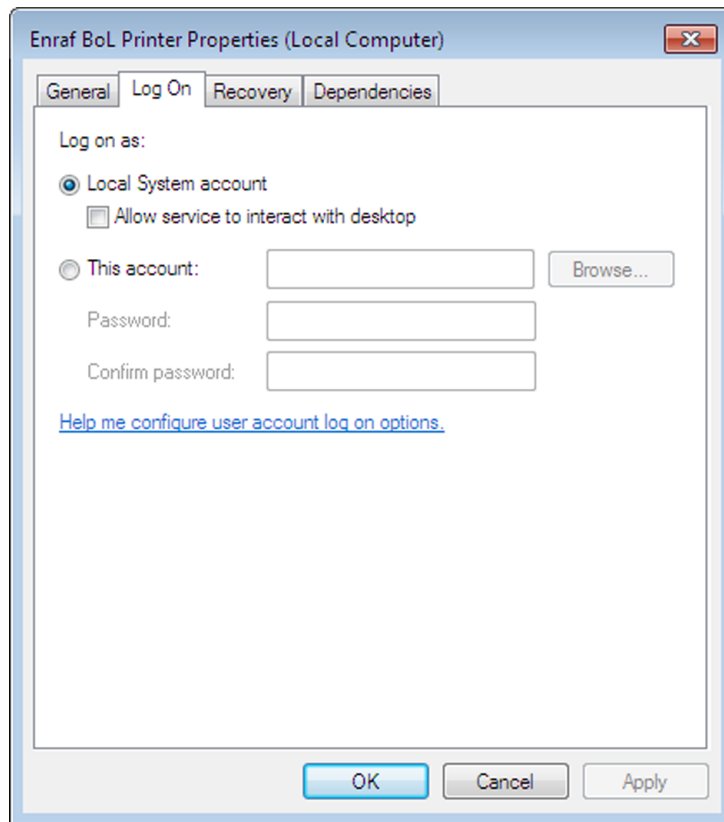 Enraf BoL Printer Properties (Local Computer)
General Log On Recovery Dependencies
Log on as:
Local System account
Allow service to interact with desktop
This account: Browse...
Password:
Confirm password:
Help me configure user account log on options.
OK Cancel Apply